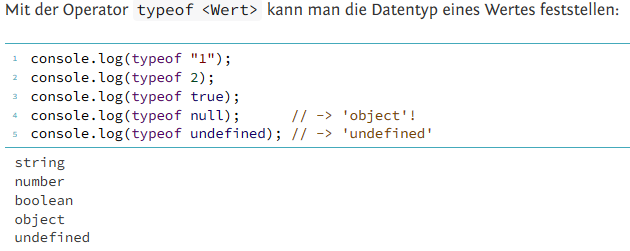 Mit der Operator typeof <Wert> kann man die Datentyp eines Wertes feststellen:
1 console.log(typeof "1");
2 console.log(typeof 2);
3 console.log(typeof true);
4 console.log(typeof null);      // -> 'object'!
5 console.log(typeof undefined); // -> 'undefined'
string
number
boolean
object
undefined